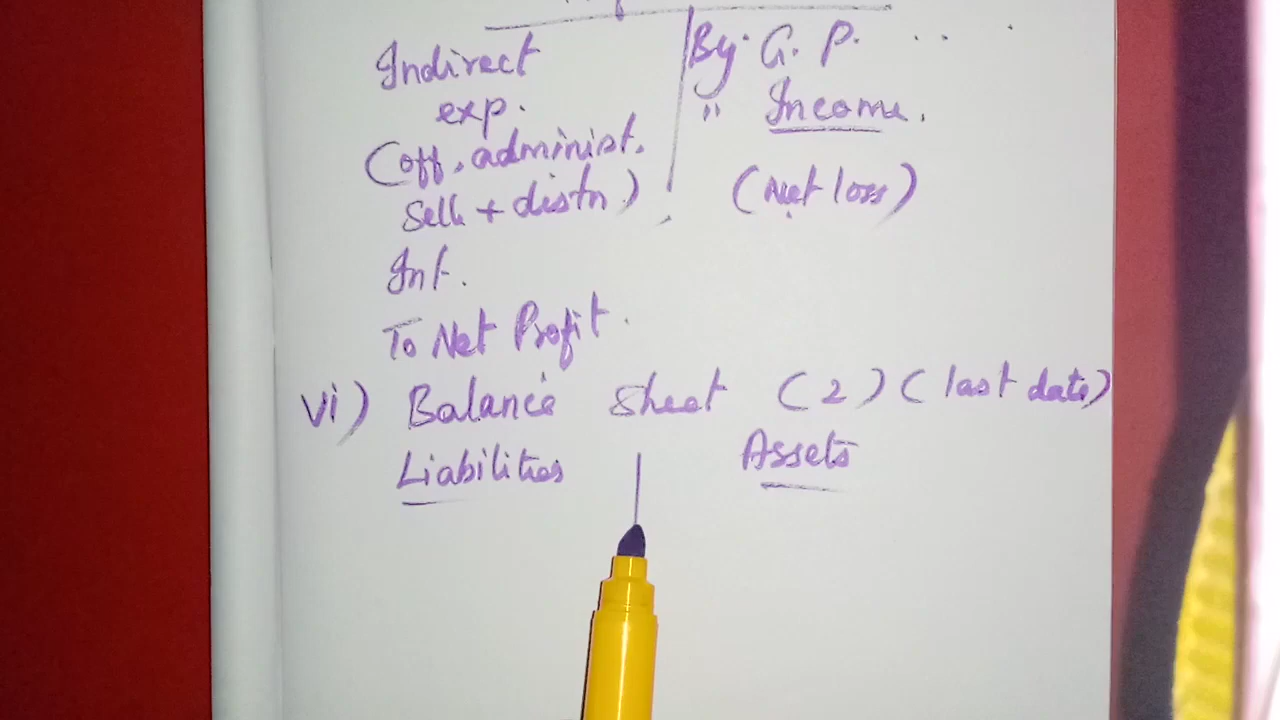 Indirect
exp.
(off, administ.
Sell + distn)
Int.
To Net Profit.
By G. P. ...
" Income.
(Net loss)
vi) Balance Sheet (2) (last date)
Liabilities
Assets